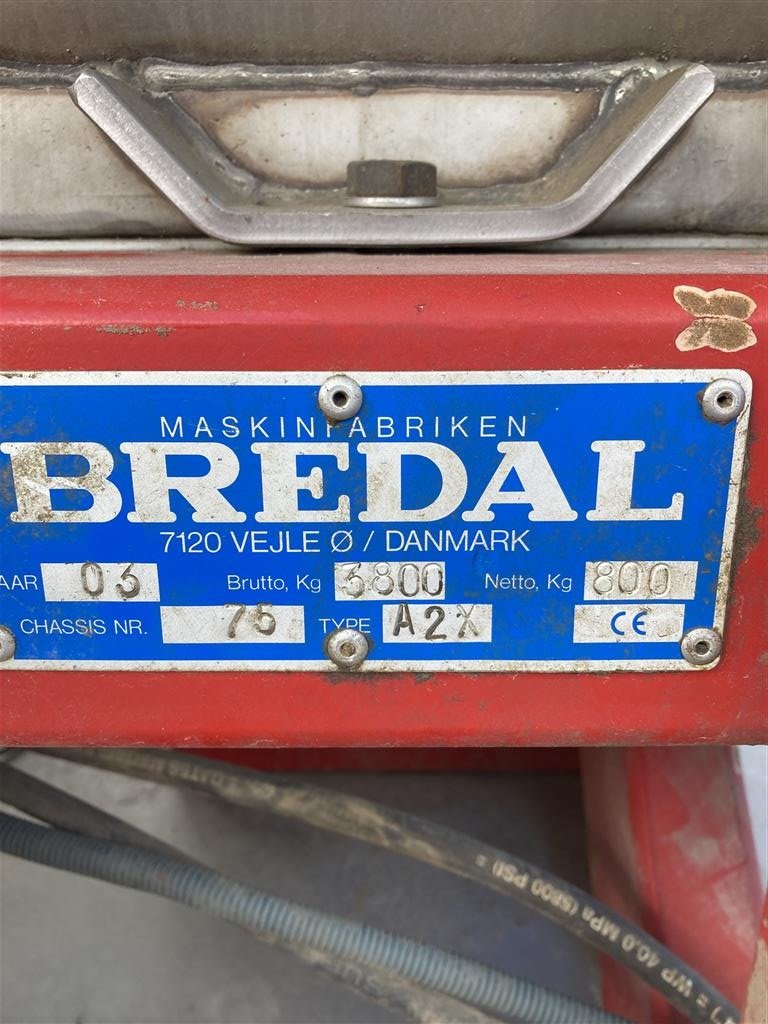 MASKINFABRIKEN
BREDAL
7120 VEJLE Ø / DANMARK
AAR 03 Brutto, Kg 3800 Netto, Kg 800
CHASSIS NR. 75 TYPE A2X CE
= WP 40.0 MPa (5800 PSI) =